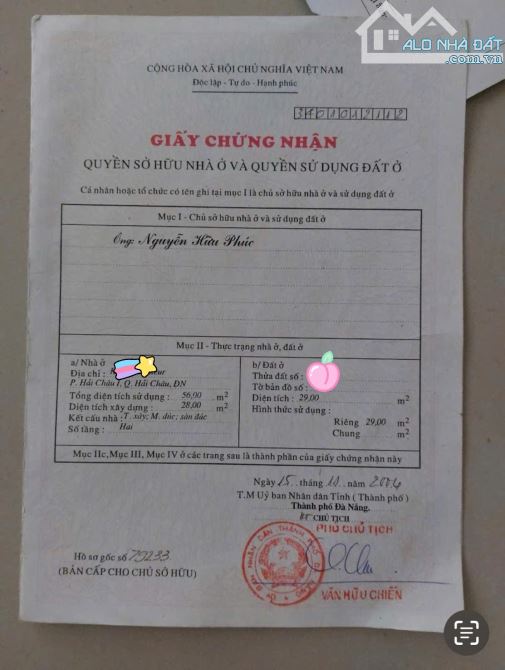 ALO NHÀ ĐẤT
.com.vn
CỘNG HÒA XÃ HỘI CHỦ NGHĨA VIỆT NAM
Độc lập - Tự do - Hạnh phúc
3401012112
GIẤY CHỨNG NHẬN
QUYỀN SỞ HỮU NHÀ Ở VÀ QUYỀN SỬ DỤNG ĐẤT Ở
Cá nhân hoặc tổ chức có tên ghi tại mục I là chủ sở hữu nhà ở và sử dụng đất ở
Mục I - Chủ sở hữu nhà ở và sử dụng đất ở
Ông: Nguyễn Hữu Phúc
Mục II - Thực trạng nhà ở, đất ở
a/ Nhà ở
Địa chỉ :
P. Hải Châu I, Q. Hải Châu, ĐN
Tổng diện tích sử dụng : 56,00 m2
Diện tích xây dựng : 28,00 m2
Kết cấu nhà : T. xây; M. đúc; sàn đúc
Số tầng : Hai
b/ Đất ở
Thửa đất số :
Tờ bản đồ số :
Diện tích : 29,00 m2
Hình thức sử dụng :
Riêng 29,00 m2
Chung m2
Mục IIc, Mục III, Mục IV ở các trang sau là thành phần của giấy chứng nhận này
Ngày 15 tháng 11 năm 2004
T.M Uỷ ban Nhân dân Tỉnh ( Thành phố )
Thành phố Đà Nẵng.
KT CHỦ TỊCH
PHÓ CHỦ TỊCH
Hồ sơ gốc số 79233
(BẢN CẤP CHO CHỦ SỞ HỮU)
VĂN HỮU CHIẾN